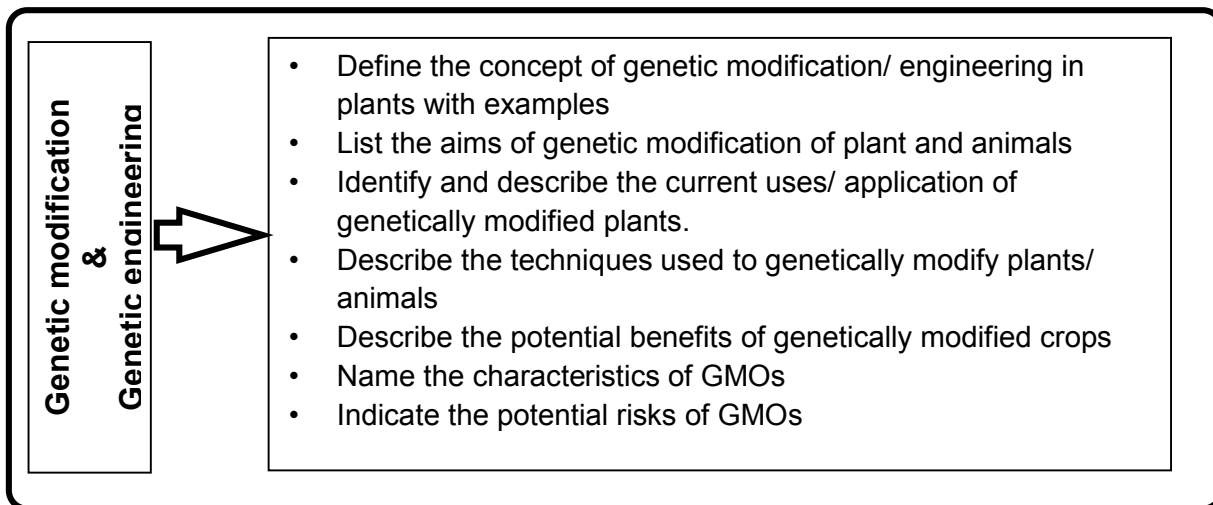 Genetic modification
&
Genetic engineering
• Define the concept of genetic modification/ engineering in
plants with examples
• List the aims of genetic modification of plant and animals
• Identify and describe the current uses/ application of
genetically modified plants.
• Describe the techniques used to genetically modify plants/
animals
• Describe the potential benefits of genetically modified crops
• Name the characteristics of GMOs
• Indicate the potential risks of GMOs